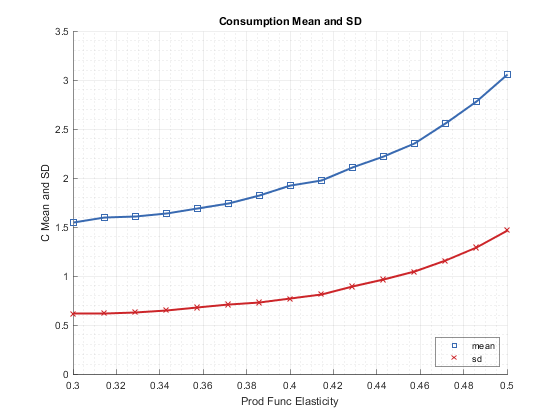 Consumption Mean and SD
3.5
3
2.5
2
1.5
1
0.5
0
C Mean and SD
0.3 0.32 0.34 0.36 0.38 0.4 0.42 0.44 0.46 0.48 0.5
Prod Func Elasticity
mean
sd